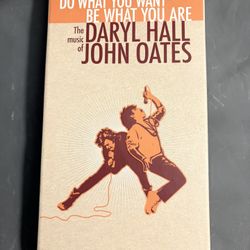 DO WHAT YOU WANT
BE WHAT YOU ARE
The music of
DARYL HALL
JOHN OATES